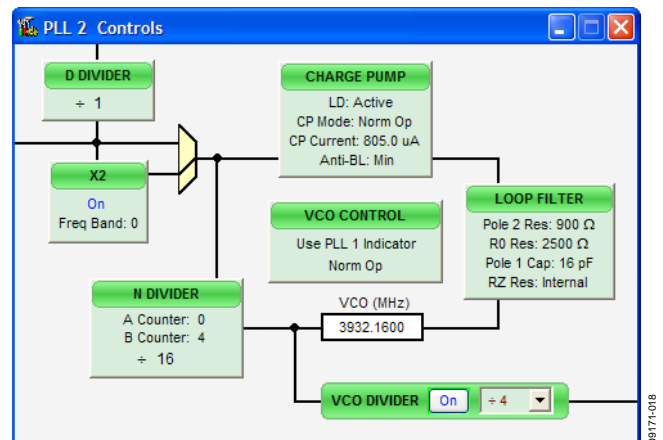 PLL 2 Controls
D DIVIDER
÷ 1
X2
On
Freq Band: 0
CHARGE PUMP
LD: Active
CP Mode: Norm Op
CP Current: 805.0 uA
Anti-BL: Min
VCO CONTROL
Use PLL 1 Indicator
Norm Op
LOOP FILTER
Pole 2 Res: 900 Ω
R0 Res: 2500 Ω
Pole 1 Cap: 16 pF
RZ Res: Internal
N DIVIDER
A Counter: 0
B Counter: 4
÷ 16
VCO (MHz)
3932.1600
VCO DIVIDER On ÷ 4
09171-018